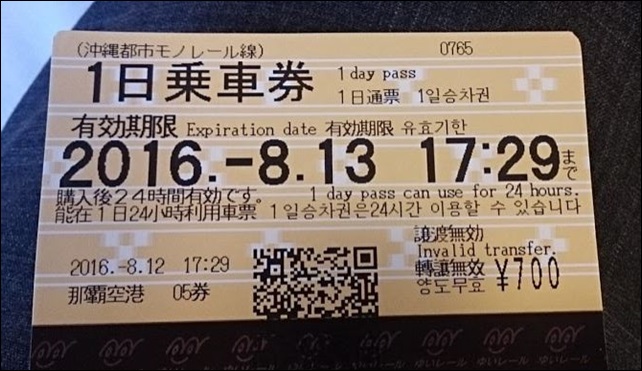 (沖縄都市モノレール線) 0765
1日乗車券 1 day pass
1日通票 1일승차권
有効期限 Expiration date 有効期限 유효기한
2016.-8.13 17:29まで
購入後24時間有効です。 1 day pass can use for 24 hours.
能在1日24小時利用車票 1일승차권은24시간 이용할 수 있습니다
譲渡無効
Invalid transfer.
2016.-8.12 17:29 轉讓無效 ¥700
那覇空港 05券 양도무효
ゆいレール